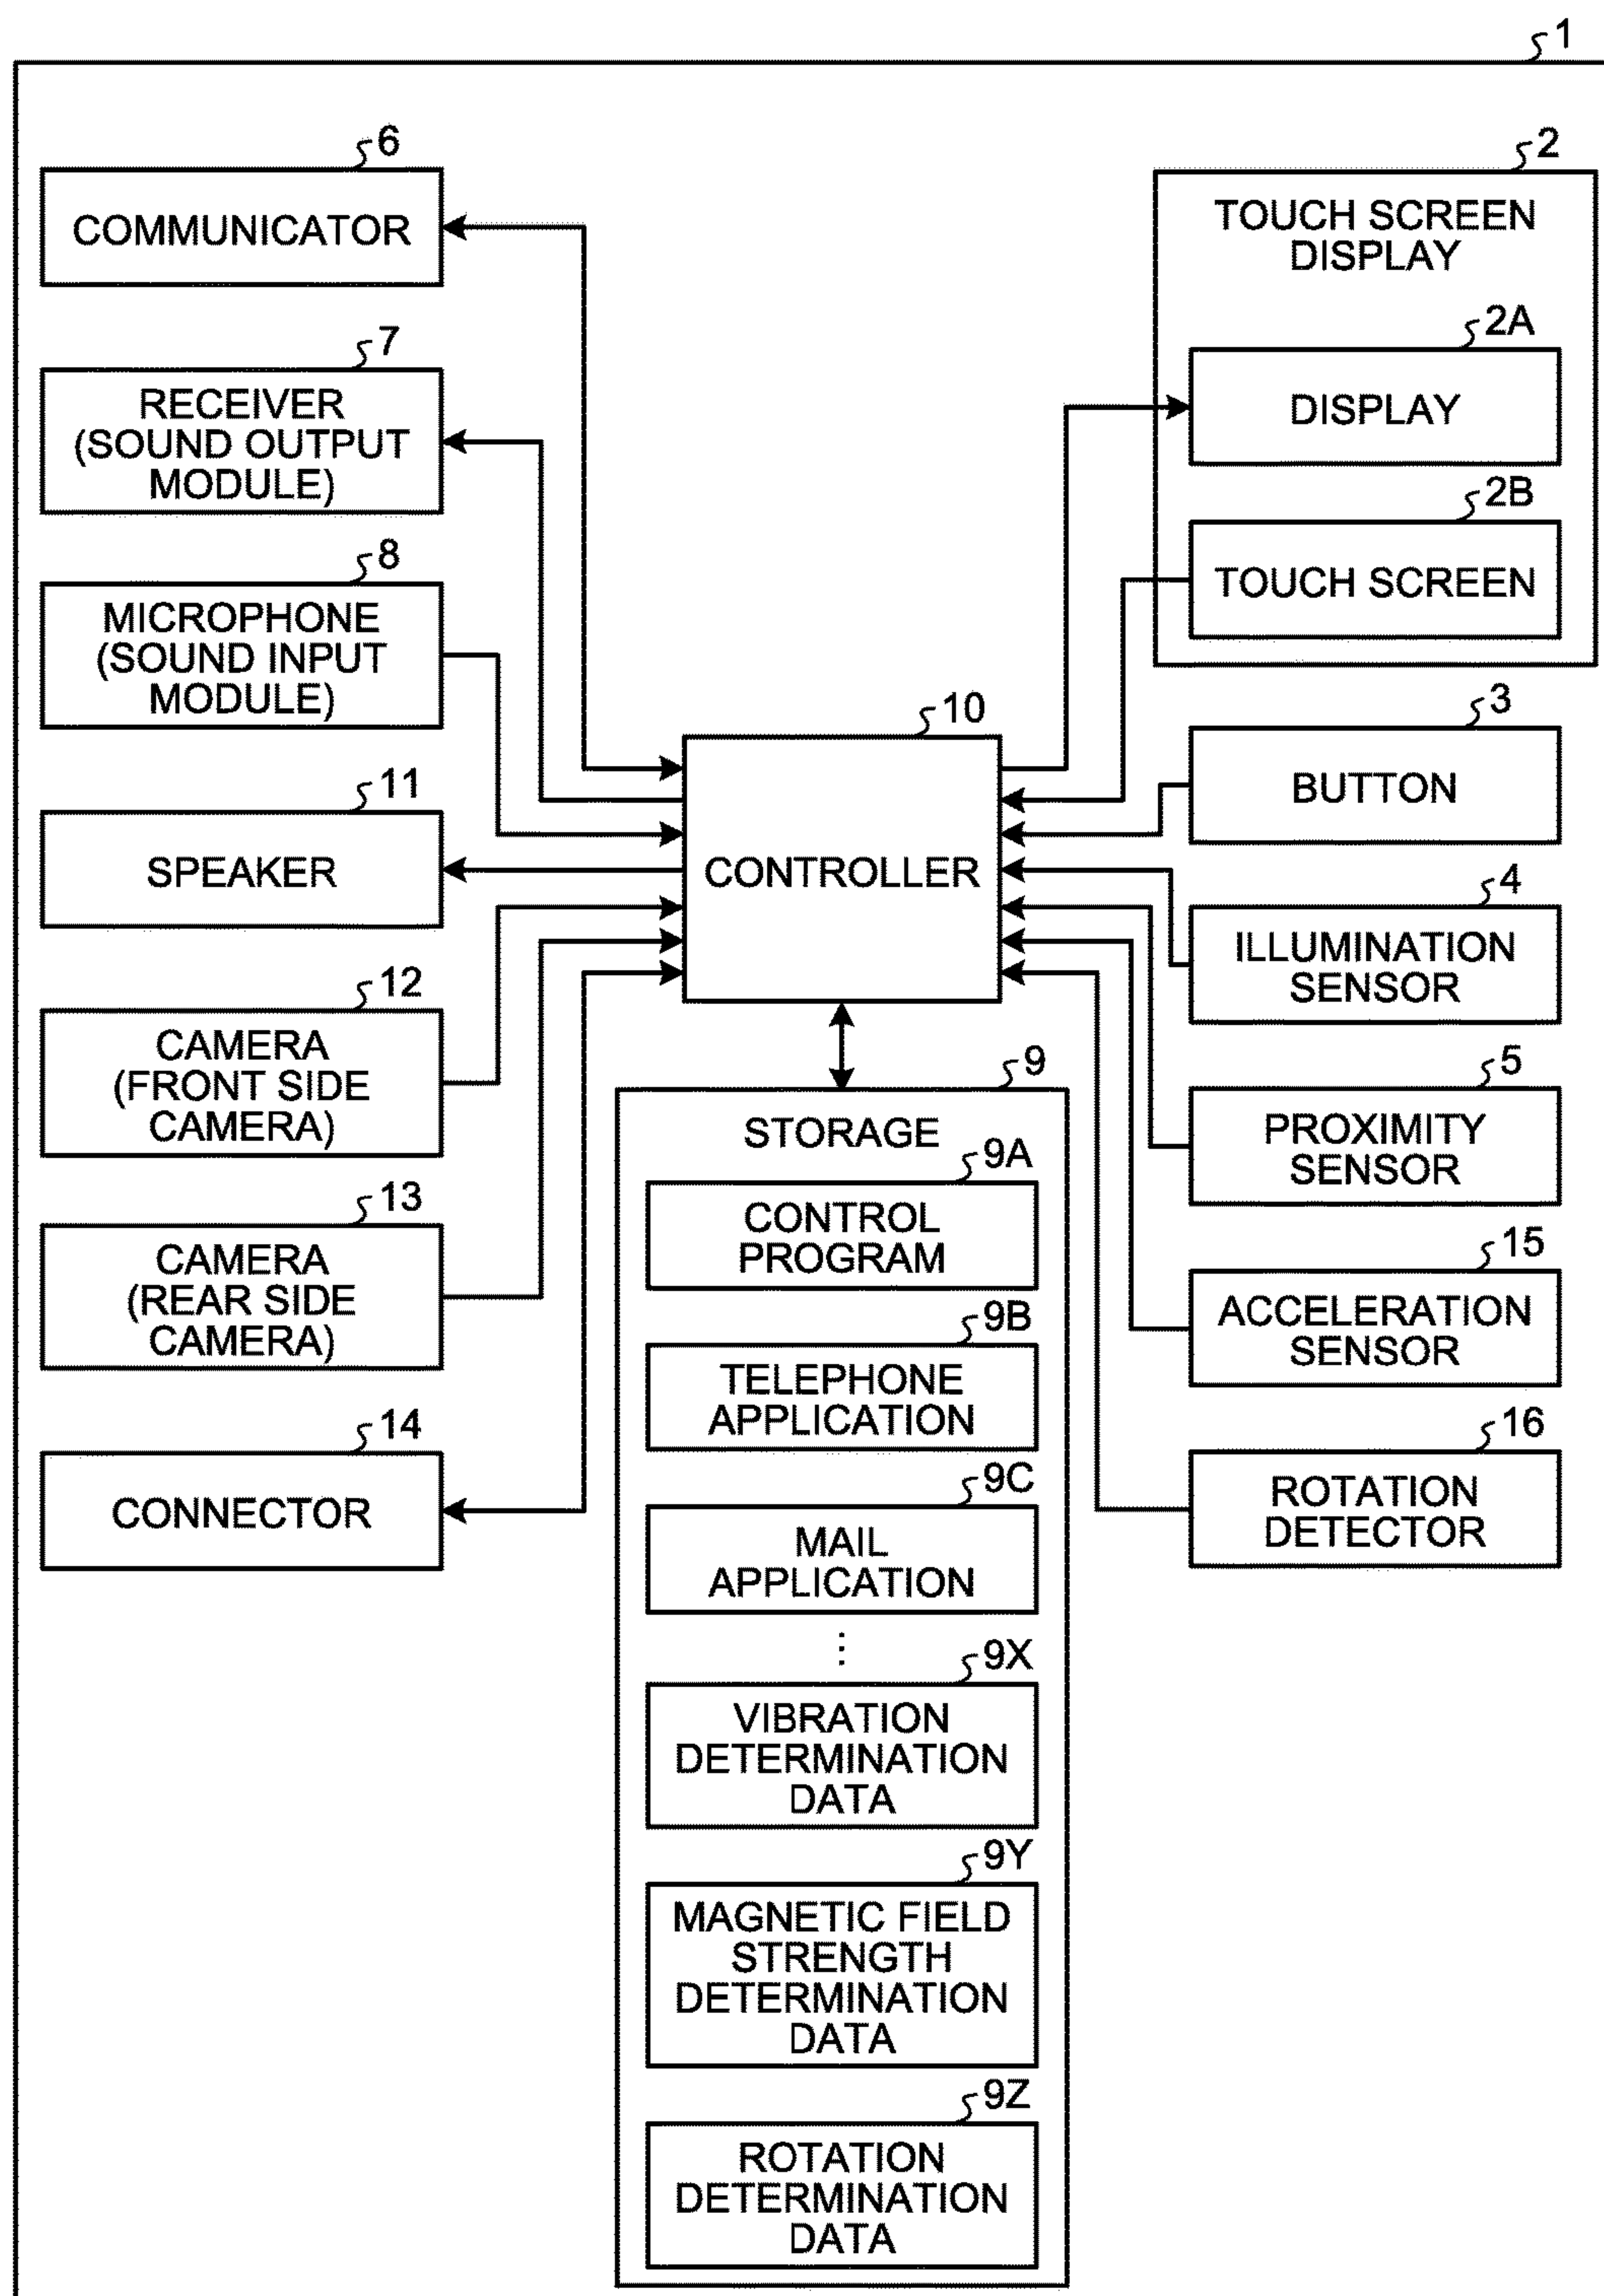 1
6
COMMUNICATOR
7
RECEIVER
(SOUND OUTPUT
MODULE)
8
MICROPHONE
(SOUND INPUT
MODULE)
11
SPEAKER
12
CAMERA
(FRONT SIDE
CAMERA)
13
CAMERA
(REAR SIDE
CAMERA)
14
CONNECTOR
10
CONTROLLER
9
STORAGE
9A
CONTROL
PROGRAM
9B
TELEPHONE
APPLICATION
9C
MAIL
APPLICATION
⋮
9X
VIBRATION
DETERMINATION
DATA
9Y
MAGNETIC FIELD
STRENGTH
DETERMINATION
DATA
9Z
ROTATION
DETERMINATION
DATA
2
TOUCH SCREEN
DISPLAY
2A
DISPLAY
2B
TOUCH SCREEN
3
BUTTON
4
ILLUMINATION
SENSOR
5
PROXIMITY
SENSOR
15
ACCELERATION
SENSOR
16
ROTATION
DETECTOR